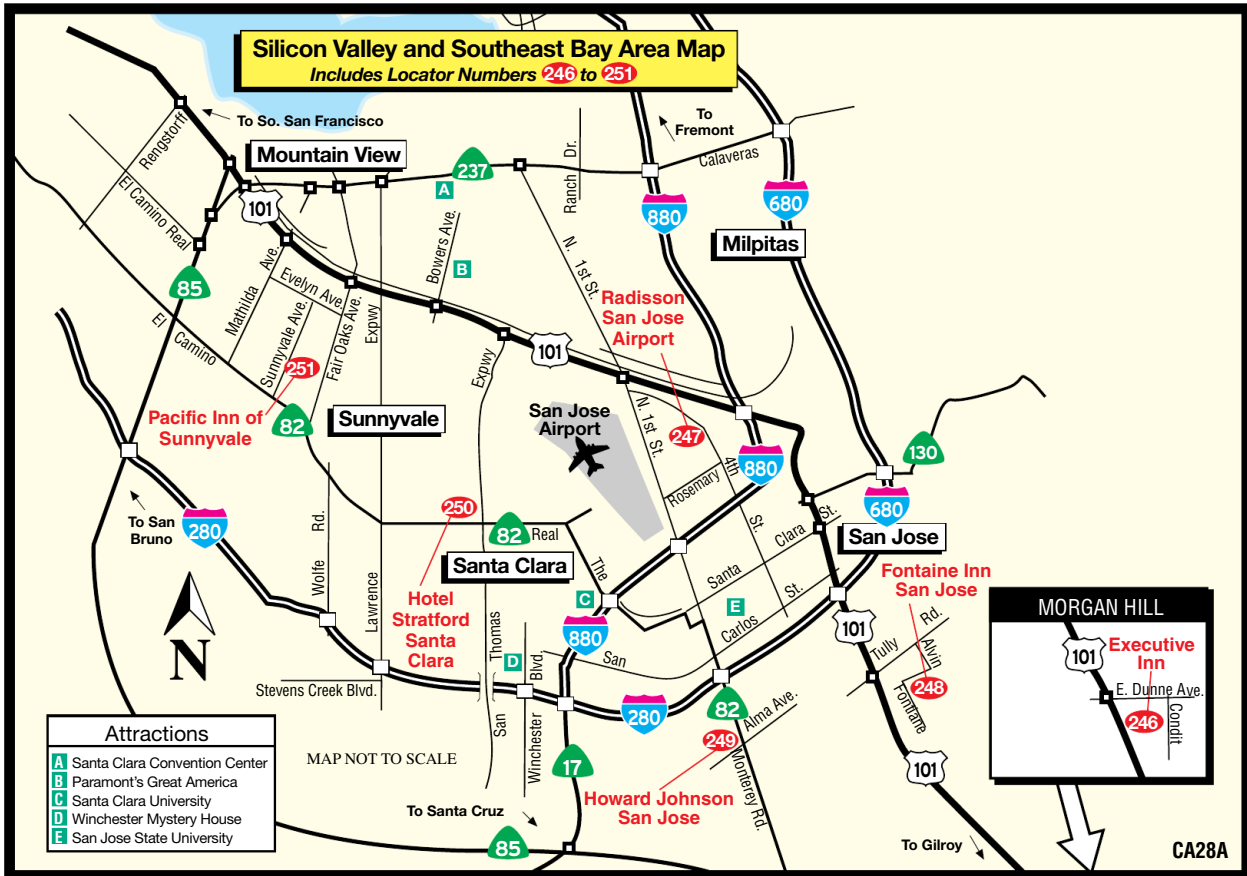 Silicon Valley and Southeast Bay Area Map
Includes Locator Numbers 246 to 251
To So. San Francisco
To
Fremont
Rengstorff
Mountain View
237
Ranch Dr.
Calaveras
A
101
880
680
El Camino Real
Milpitas
Bowers Ave.
B
N. 1st St.
85
Mathilda Ave.
Evelyn Ave.
Sunnyvale Ave.
Fair Oaks Ave.
Expwy
Radisson
San Jose
Airport
El Camino
101
Expwy
251
Pacific Inn of
Sunnyvale
82
Sunnyvale
San Jose
Airport
N. 1st St.
247
4th St.
880
130
Rosemary
To San
Bruno
280
Wolfe Rd.
250
82
Real
Santa Clara St.
680
San Jose
Santa Clara
The
Lawrence
Hotel
Stratford
Santa
Clara
C
E
San Carlos St.
880
Fontaine Inn
San Jose
101
N
Thomas
D
Blvd
Tully Rd.
Alvin
248
Fontiane
Stevens Creek Blvd.
San
Winchester
280
82
Alma Ave.
249
Monterey Rd.
MORGAN HILL
101
Executive
Inn
E. Dunne Ave.
246
Condit
MAP NOT TO SCALE
17
101
Howard Johnson
San Jose
To Santa Cruz
85
To Gilroy
CA28A
Attractions
A Santa Clara Convention Center
B Paramont's Great America
C Santa Clara University
D Winchester Mystery House
E San Jose State University